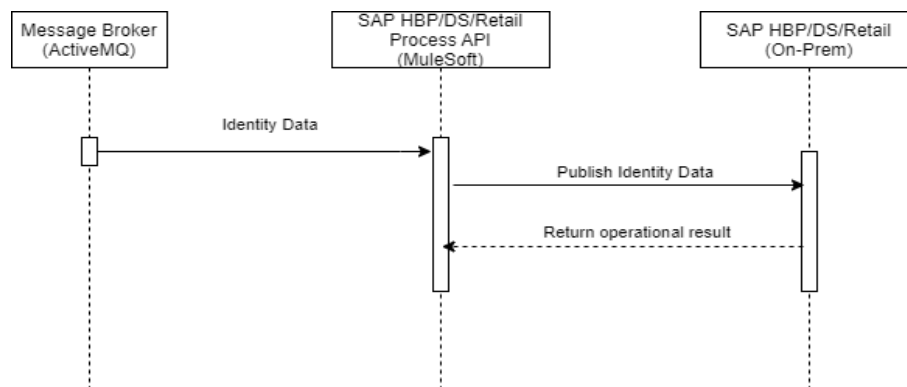 Message Broker
(ActiveMQ)
SAP HBP/DS/Retail
Process API
(MuleSoft)
SAP HBP/DS/Retail
(On-Prem)
Identity Data
Publish Identity Data
Return operational result